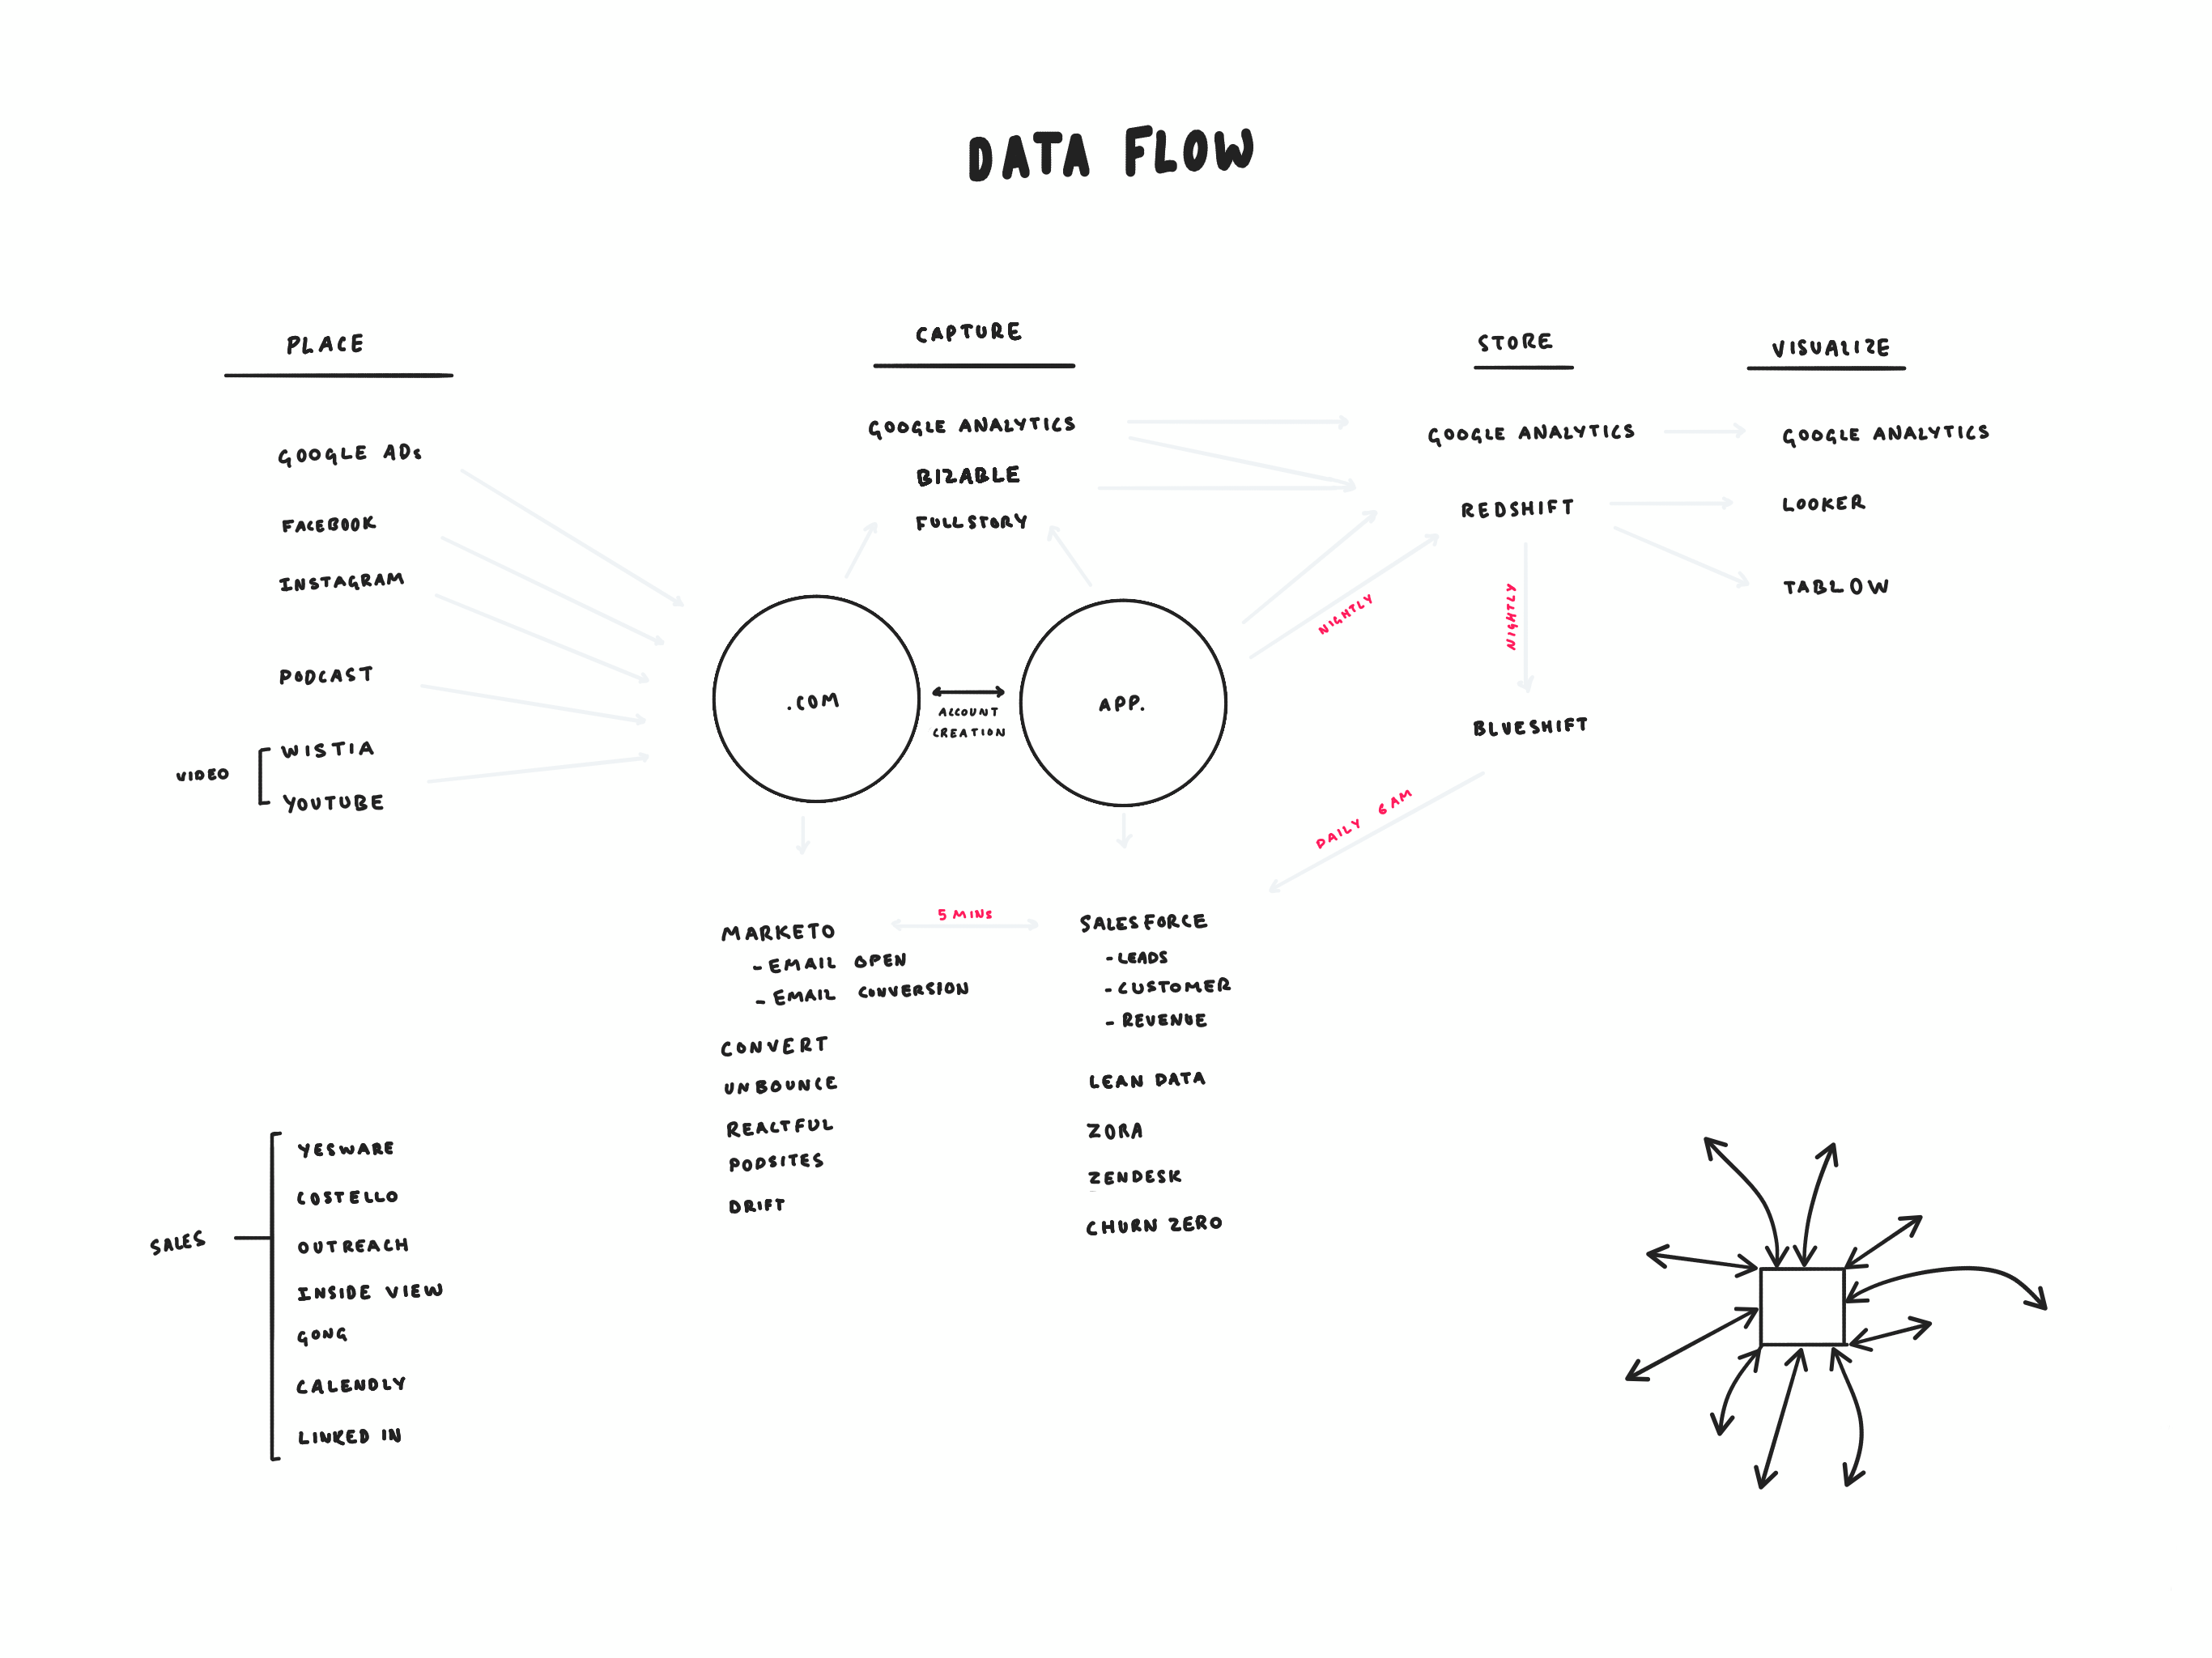 DATA FLOW
PLACE
GOOGLE ADs
FACEBOOK
INSTAGRAM
PODCAST
VIDEO
WISTIA
YOUTUBE
CAPTURE
GOOGLE ANALYTICS
BIZABLE
FULLSTORY
.COM
ACCOUNT
CREATION
APP.
NIGHTLY
STORE
GOOGLE ANALYTICS
REDSHIFT
NIGHTLY
BLUESHIFT
DAILY 6AM
VISUALIZE
GOOGLE ANALYTICS
LOOKER
TABLOW
MARKETO
- EMAIL OPEN
- EMAIL CONVERSION
CONVERT
UNBOUNCE
REACTFUL
PODSITES
DRIFT
5 MINS
SALESFORCE
- LEADS
- CUSTOMER
- REVENUE
LEAN DATA
ZORA
ZENDESK
CHURN ZERO
SALES
YESWARE
COSTELLO
OUTREACH
INSIDE VIEW
GONG
CALENDLY
LINKED IN